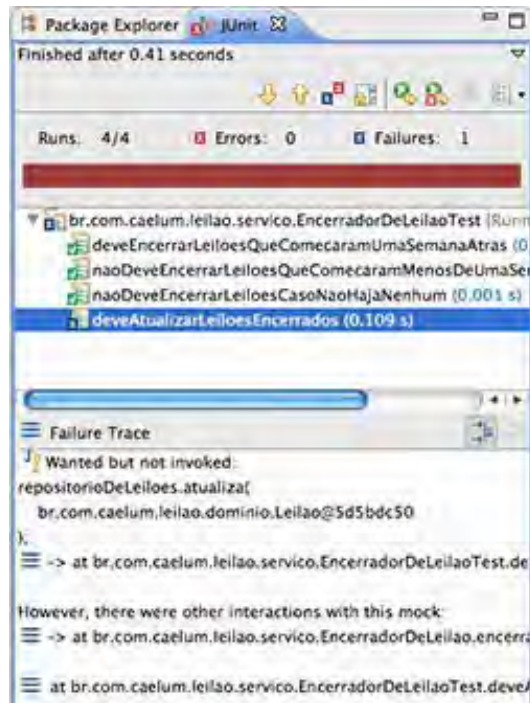 Package Explorer JUnit
Finished after 0.41 seconds
Runs: 4/4 Errors: 0 Failures: 1
br.com.caelum.leilao.servico.EncerradorDeLeilaoTest [Runn
deveEncerrarLeiloesQueComecaramUmaSemanaAtras (0
naoDeveEncerrarLeiloesQueComecaramMenosDeUmaSe
naoDeveEncerrarLeiloesCasoNaoHajaNenhum (0.001 s)
deveAtualizarLeiloesEncerrados (0.109 s)
Failure Trace
Wanted but not invoked:
repositorioDeLeiloes.atualiza(
br.com.caelum.leilao.dominio.Leilao@5d5bdc50
);
-> at br.com.caelum.leilao.servico.EncerradorDeLeilaoTest.de
However, there were other interactions with this mock:
-> at br.com.caelum.leilao.servico.EncerradorDeLeilao.encerra
at br.com.caelum.leilao.servico.EncerradorDeLeilaoTest.deveA